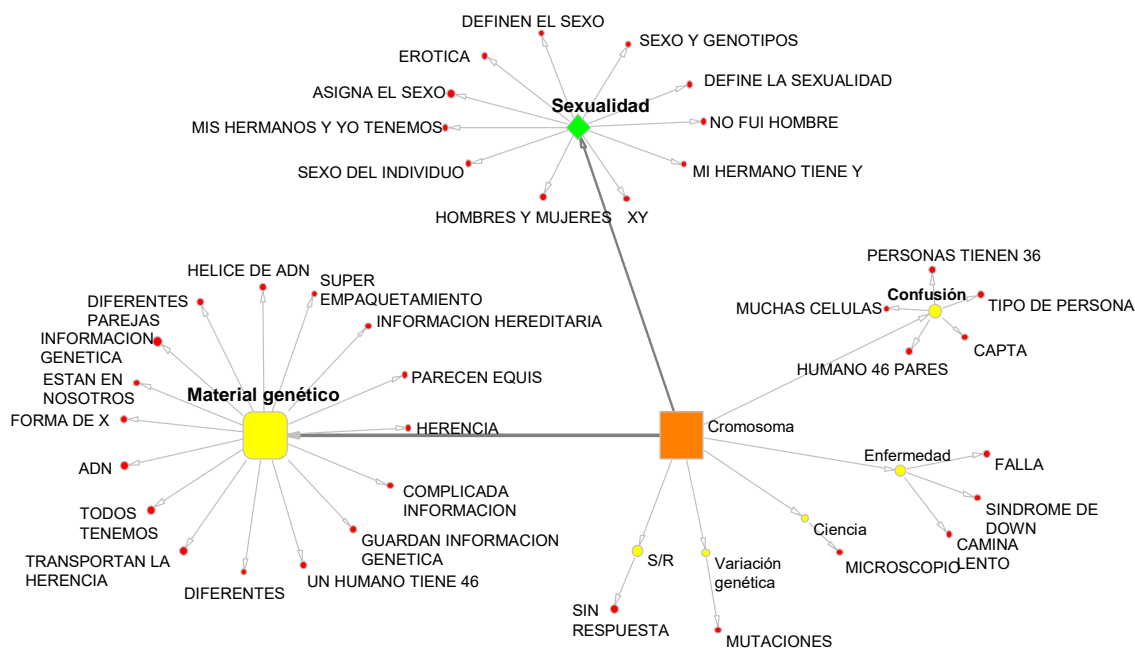 DEFINEN EL SEXO
SEXO Y GENOTIPOS
EROTICA
DEFINE LA SEXUALIDAD
ASIGNA EL SEXO
Sexualidad
MIS HERMANOS Y YO TENEMOS
NO FUI HOMBRE
SEXO DEL INDIVIDUO
MI HERMANO TIENE Y
HOMBRES Y MUJERES
XY
PERSONAS TIENEN 36
Confusión
MUCHAS CELULAS
TIPO DE PERSONA
CAPTA
HUMANO 46 PARES
HELICE DE ADN
SUPER
EMPAQUETAMIENTO
DIFERENTES
PAREJAS
INFORMACION HEREDITARIA
INFORMACION
GENETICA
PARECEN EQUIS
ESTAN EN
NOSOTROS
Material genético
FORMA DE X
HERENCIA
Cromosoma
ADN
Enfermedad
FALLA
COMPLICADA
INFORMACION
SINDROME DE
DOWN
TODOS
TENEMOS
Ciencia
CAMINA
LENTO
GUARDAN INFORMACION
GENETICA
TRANSPORTAN LA
HERENCIA
MICROSCOPIO
S/R
Variación
genética
DIFERENTES
UN HUMANO TIENE 46
SIN
RESPUESTA
MUTACIONES